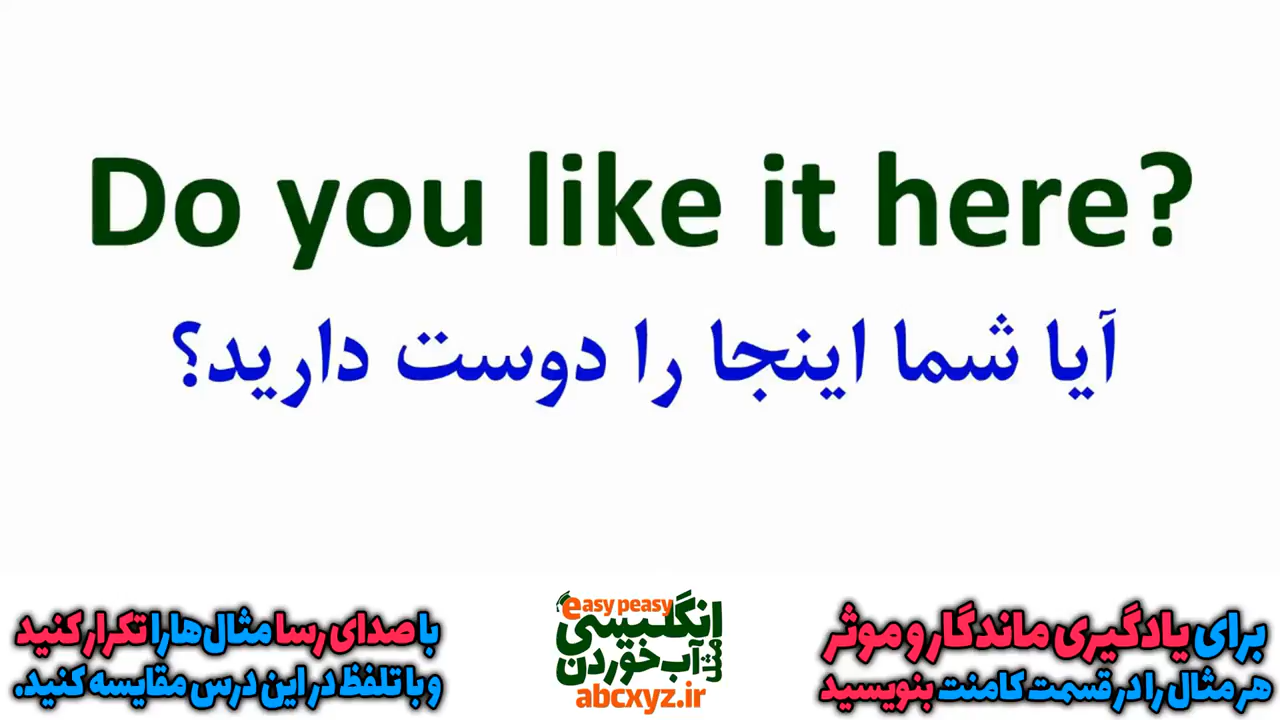 Do you like it here?
آیا شما اینجا را دوست دارید؟
برای یادگیری ماندگار و موثر
هر مثال را در قسمت کامنت بنویسید
easy peasy
انگلیسی
مثل آب خوردن
abcxyz.ir
با صدای رسا مثال‌ها را تکرار کنید
و با تلفظ در این درس مقایسه کنید.